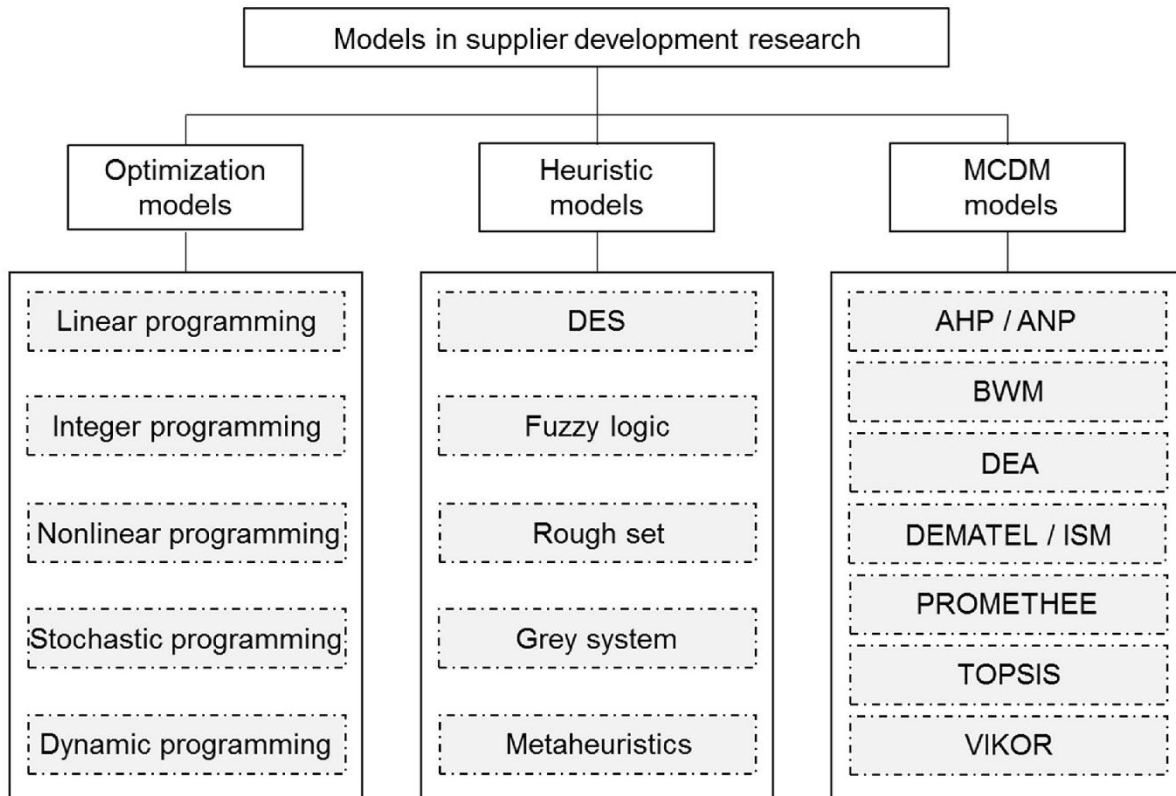 Models in supplier development research
Optimization
models
Heuristic
models
MCDM
models
Linear programming
Integer programming
Nonlinear programming
Stochastic programming
Dynamic programming
DES
Fuzzy logic
Rough set
Grey system
Metaheuristics
AHP / ANP
BWM
DEA
DEMATEL / ISM
PROMETHEE
TOPSIS
VIKOR